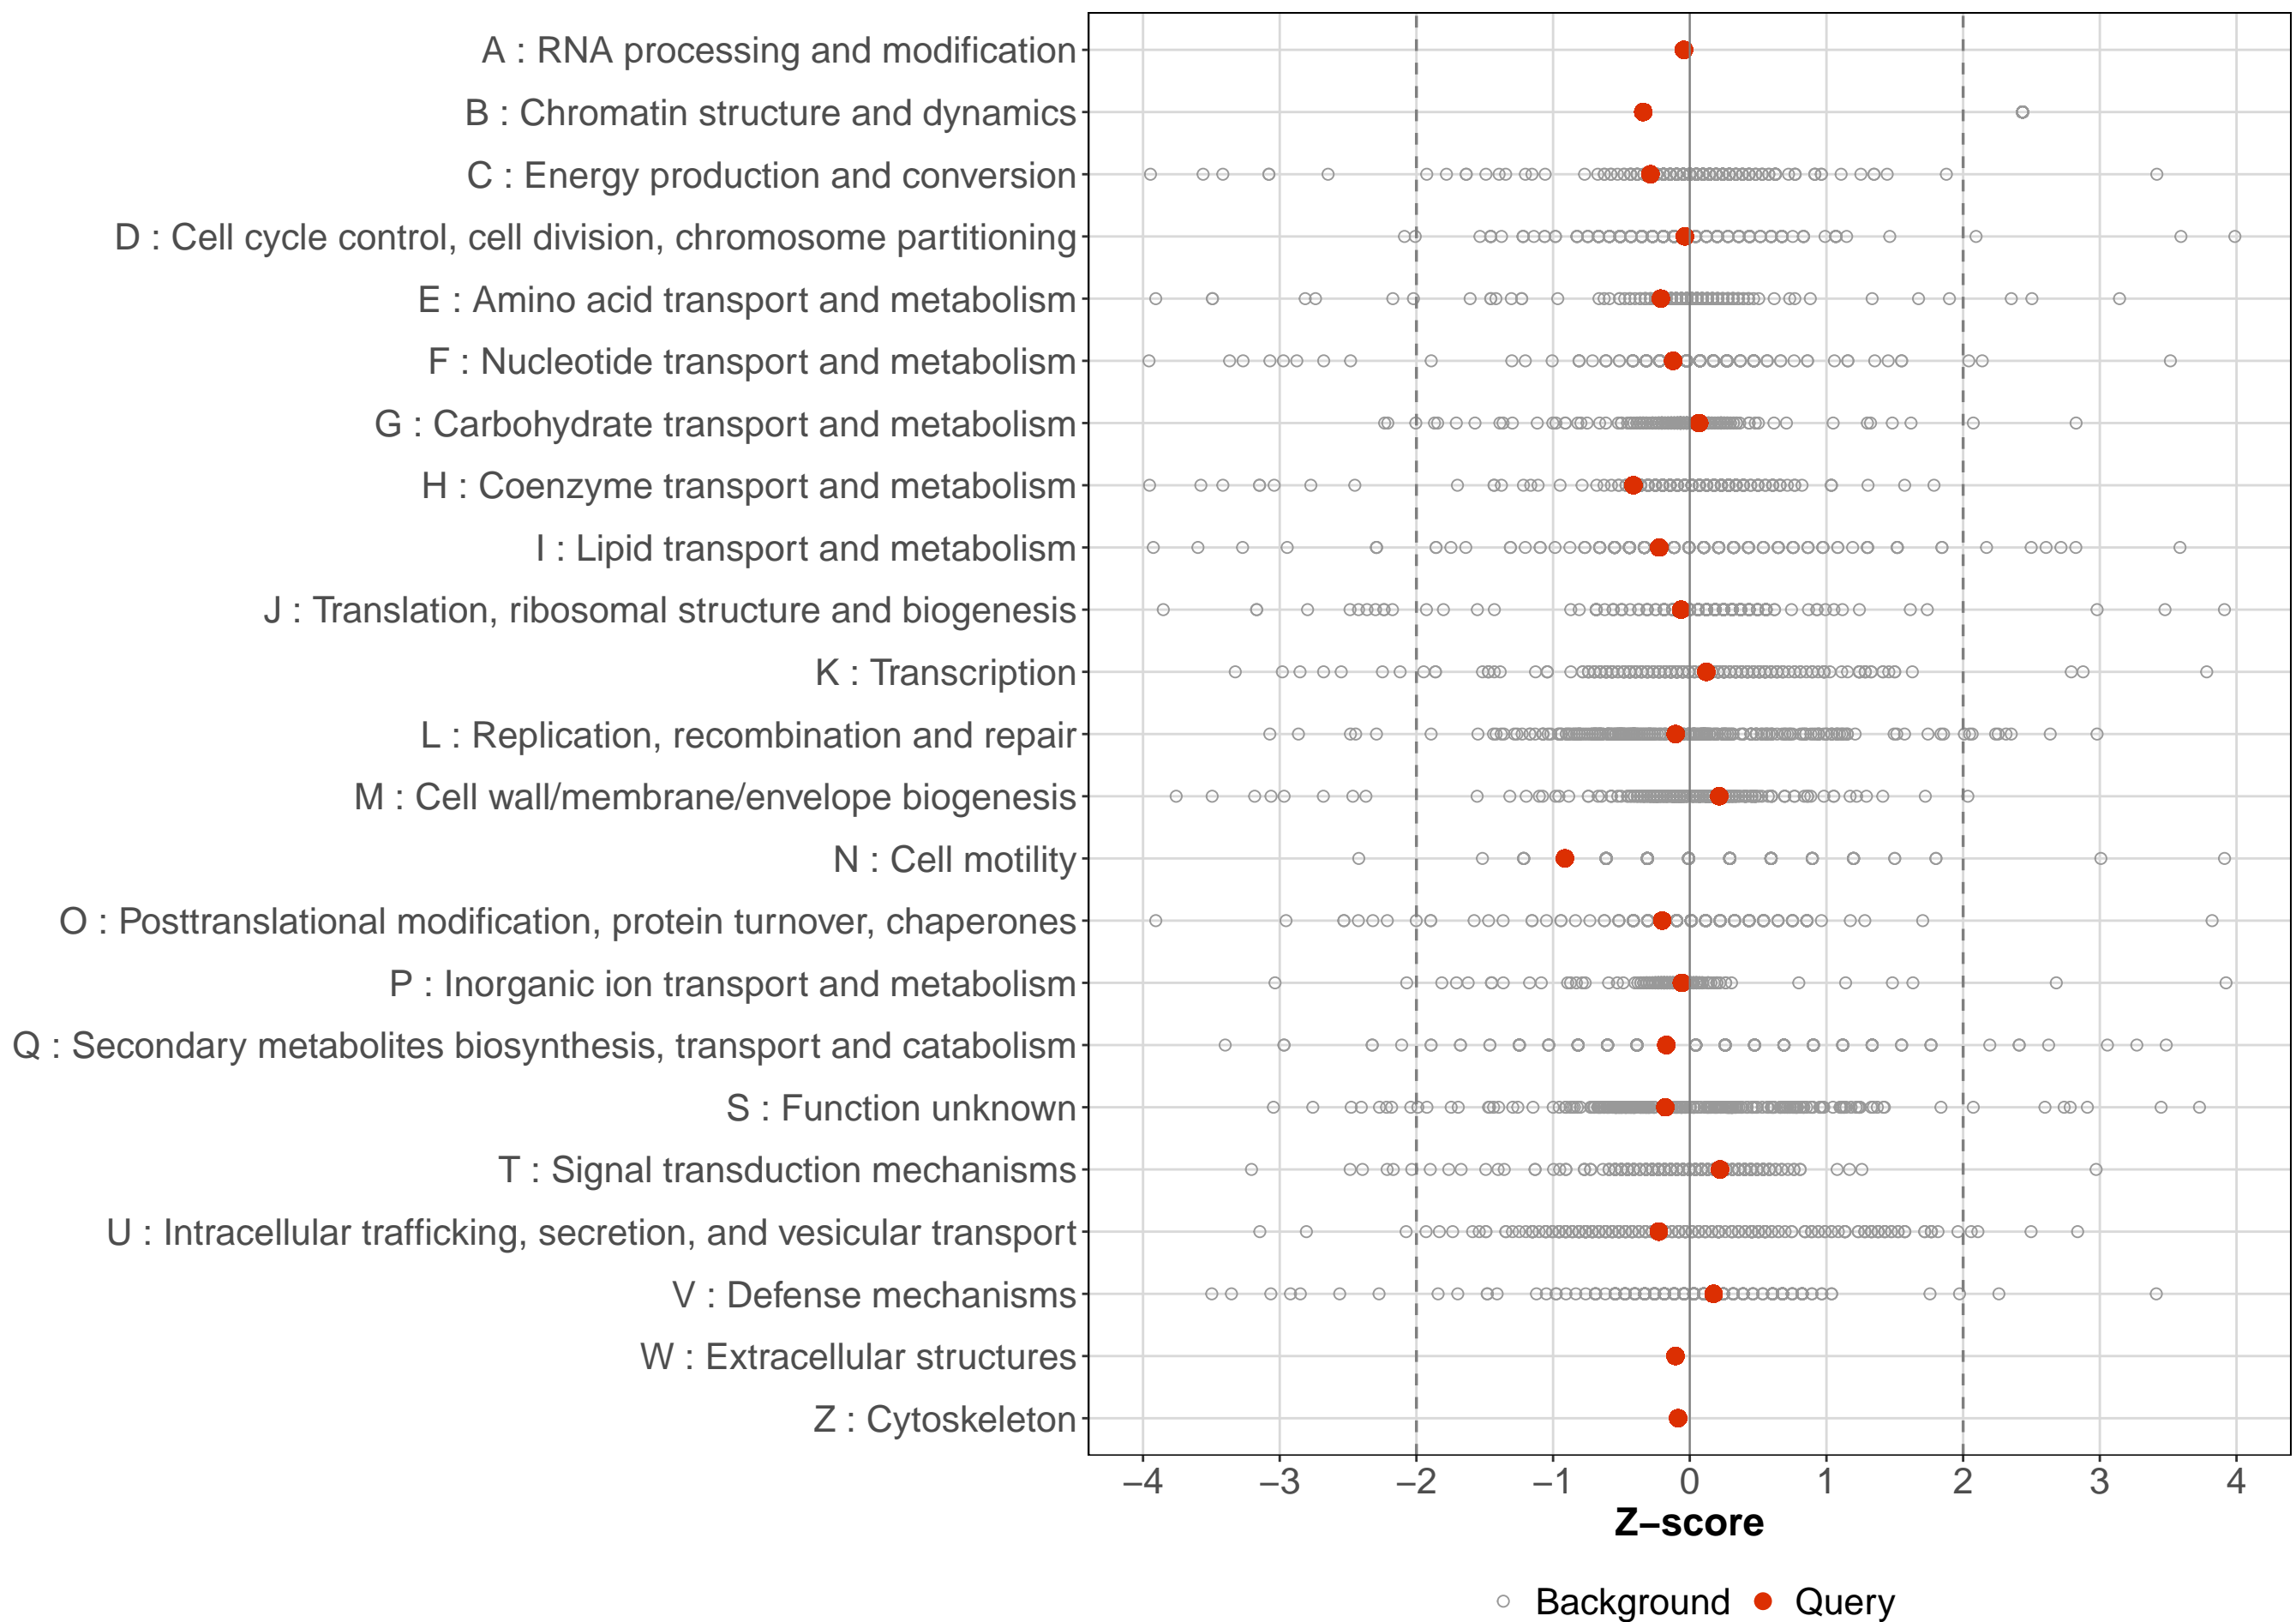 A : RNA processing and modification
B : Chromatin structure and dynamics
C : Energy production and conversion
D : Cell cycle control, cell division, chromosome partitioning
E : Amino acid transport and metabolism
F : Nucleotide transport and metabolism
G : Carbohydrate transport and metabolism
H : Coenzyme transport and metabolism
I : Lipid transport and metabolism
J : Translation, ribosomal structure and biogenesis
K : Transcription
L : Replication, recombination and repair
M : Cell wall/membrane/envelope biogenesis
N : Cell motility
O : Posttranslational modification, protein turnover, chaperones
P : Inorganic ion transport and metabolism
Q : Secondary metabolites biosynthesis, transport and catabolism
S : Function unknown
T : Signal transduction mechanisms
U : Intracellular trafficking, secretion, and vesicular transport
V : Defense mechanisms
W : Extracellular structures
Z : Cytoskeleton
−4 −3 −2 −1 0 1 2 3 4
Z−score
Background Query